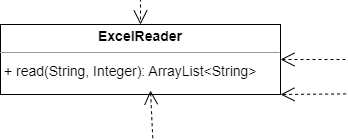 ExcelReader
+ read(String, Integer): ArrayList<String>